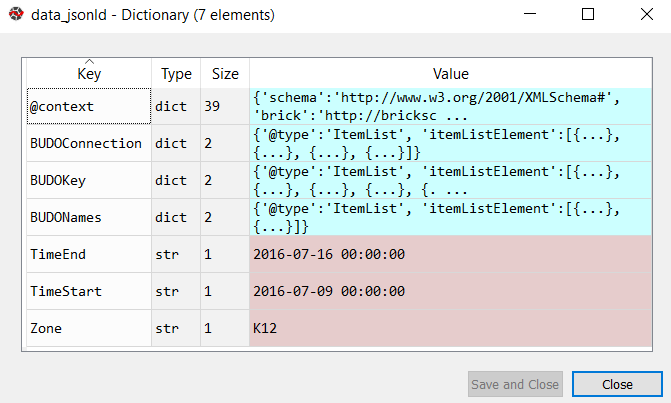 data_jsonld - Dictionary (7 elements)
Key Type Size Value
@context dict 39 {'schema':'http://www.w3.org/2001/XMLSchema#',
'brick':'http://bricksc ...
BUDOConnection dict 2 {'@type':'ItemList', 'itemListElement':[{...},
{...}, {...}, {...}]}
BUDOKey dict 2 {'@type':'ItemList', 'itemListElement':[{...},
{...}, {...}, {...}, {. ...
BUDONames dict 2 {'@type':'ItemList', 'itemListElement':[{...},
{...}]}
TimeEnd str 1 2016-07-16 00:00:00
TimeStart str 1 2016-07-09 00:00:00
Zone str 1 K12
Save and Close Close